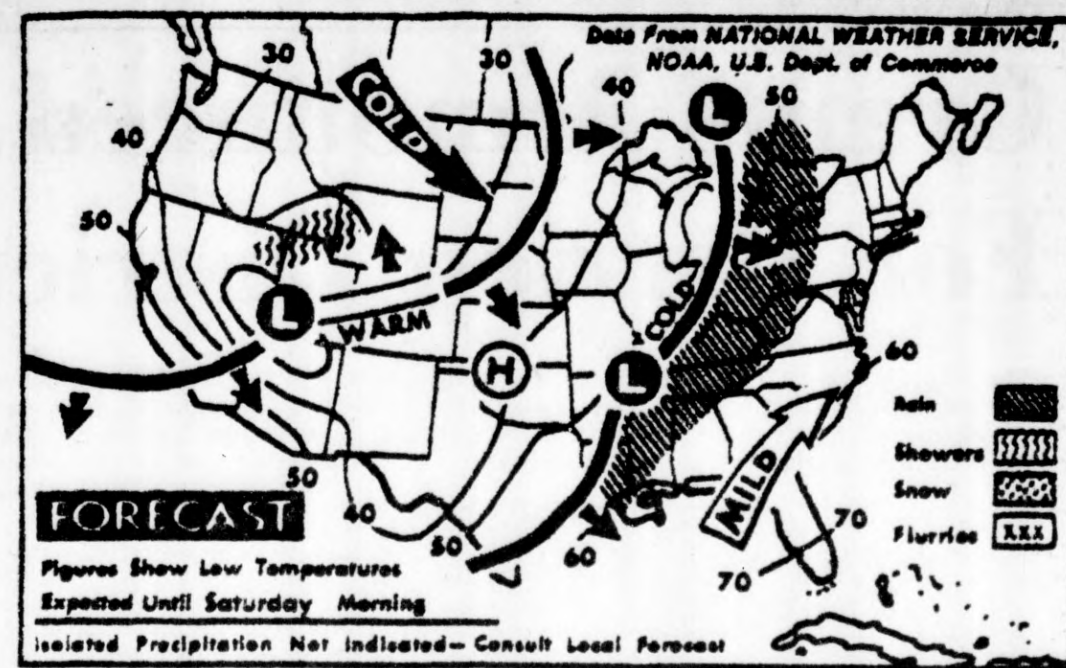 Data From NATIONAL WEATHER SERVICE,
NOAA, U.S. Dept. of Commerce
30
30
40
50
40
50
COLD
L
L
WARM
COLD
H
L
60
MILD
70
70
50
40
50
60
Rain
Showers
Snow
Flurries
XXX
FORECAST
Figures Show Low Temperatures
Expected Until Saturday Morning
Isolated Precipitation Not Indicated— Consult Local Forecast